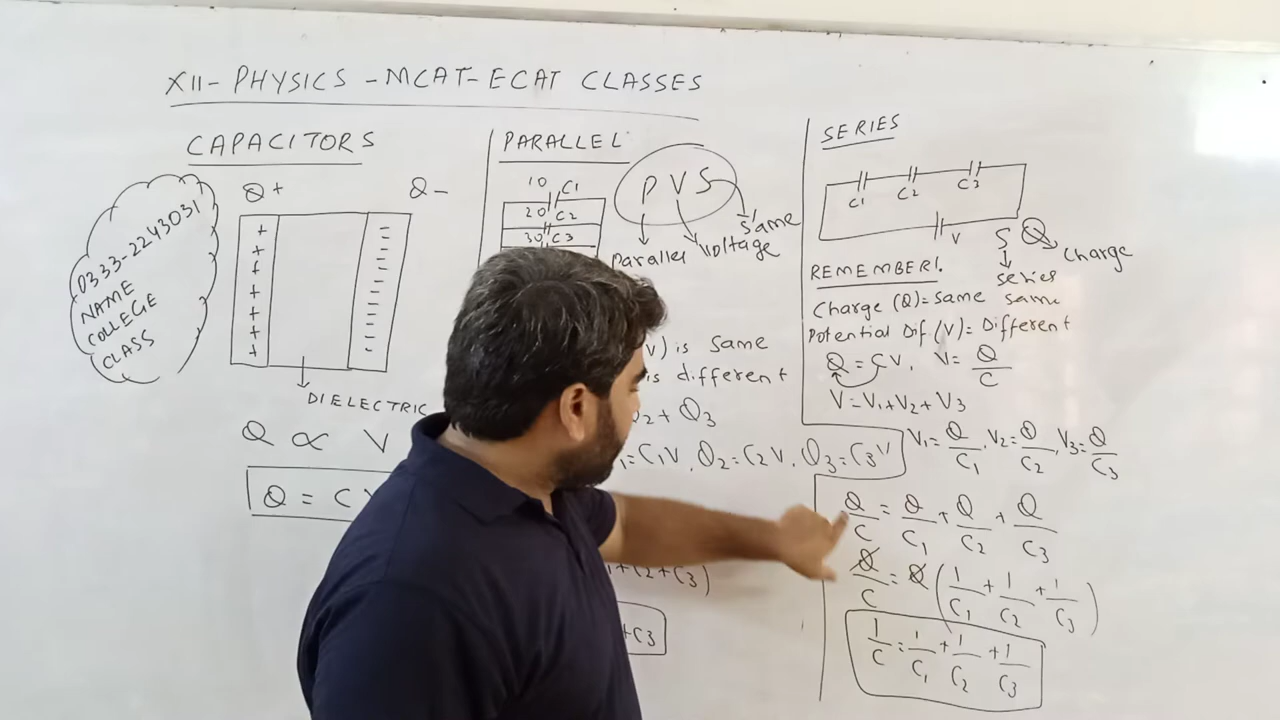 XII- PHYSICS - MCAT- ECAT CLASSES
CAPACITORS
0333-2243031
NAME
COLLEGE
CLASS
Q+ Q-
+ + + + + + +
- - - - - - - - -
DIELECTRIC
Q ∝ V
Q = C
PARALLEL
10 C1
20 C2
30 C3
PVS
Same
Parallel Voltage
V) is same
is different
2 + Q3
1=C1V, Q2=C2V, Q3=C3V
1+C2+C3)
+C3
SERIES
C1 C2 C3
V
S Q
Charge
series
same
REMEMBER!
Charge (Q)= Same
Potential Dif (V)= Different
Q = CV, V= Q/C
V=V1+V2+V3
V1= Q/C1, V2= Q/C2, V3= Q/C3
Q/C = Q/C1 + Q/C2 + Q/C3
Q/C = Q (1/C1 + 1/C2 + 1/C3)
1/C = 1/C1 + 1/C2 + 1/C3